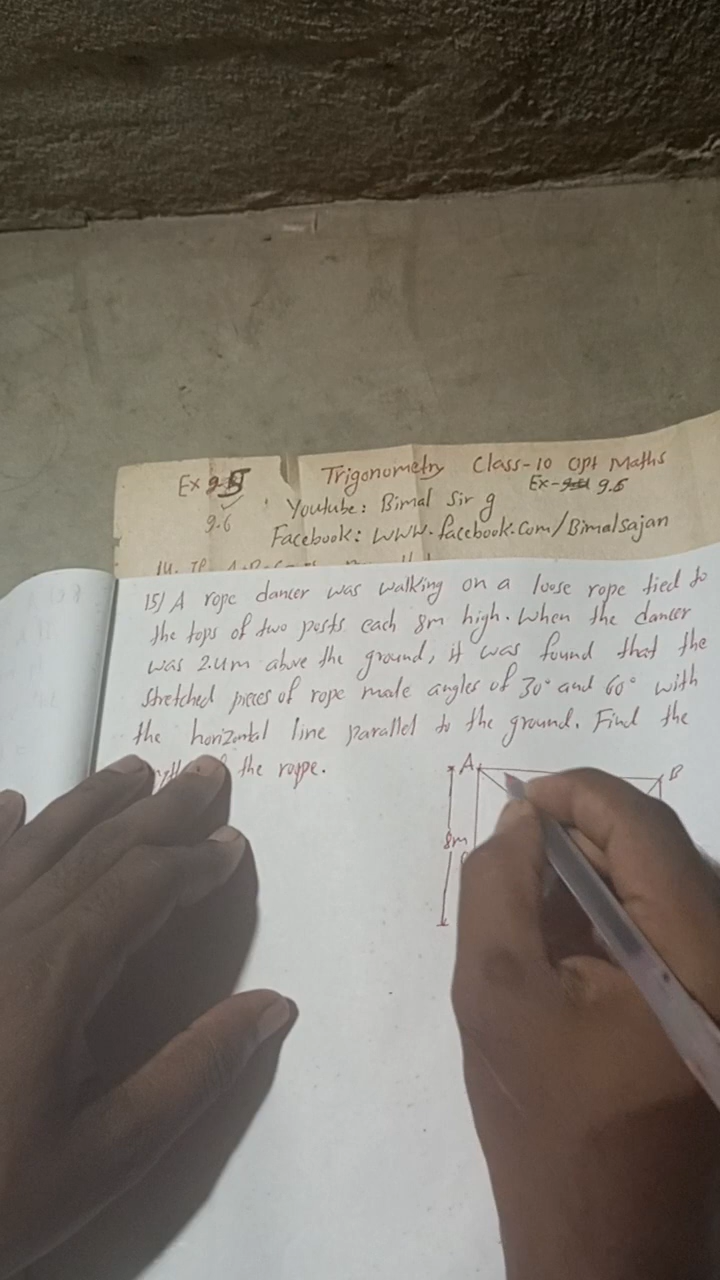 Ex 9.5 Trigonometry Class-10 Opt Maths
9.6 Youtube: Bimal Sir g Ex- 9.6
Facebook: www.facebook.com/Bimalsajan
15) A rope dancer was walking on a loose rope tied to
the tops of two posts each 8m high. When the dancer
was 2.4m above the ground, it was found that the
stretched pieces of rope made angles of 30° and 60° with
the horizontal line parallel to the ground. Find the
the rope.
A B
8m